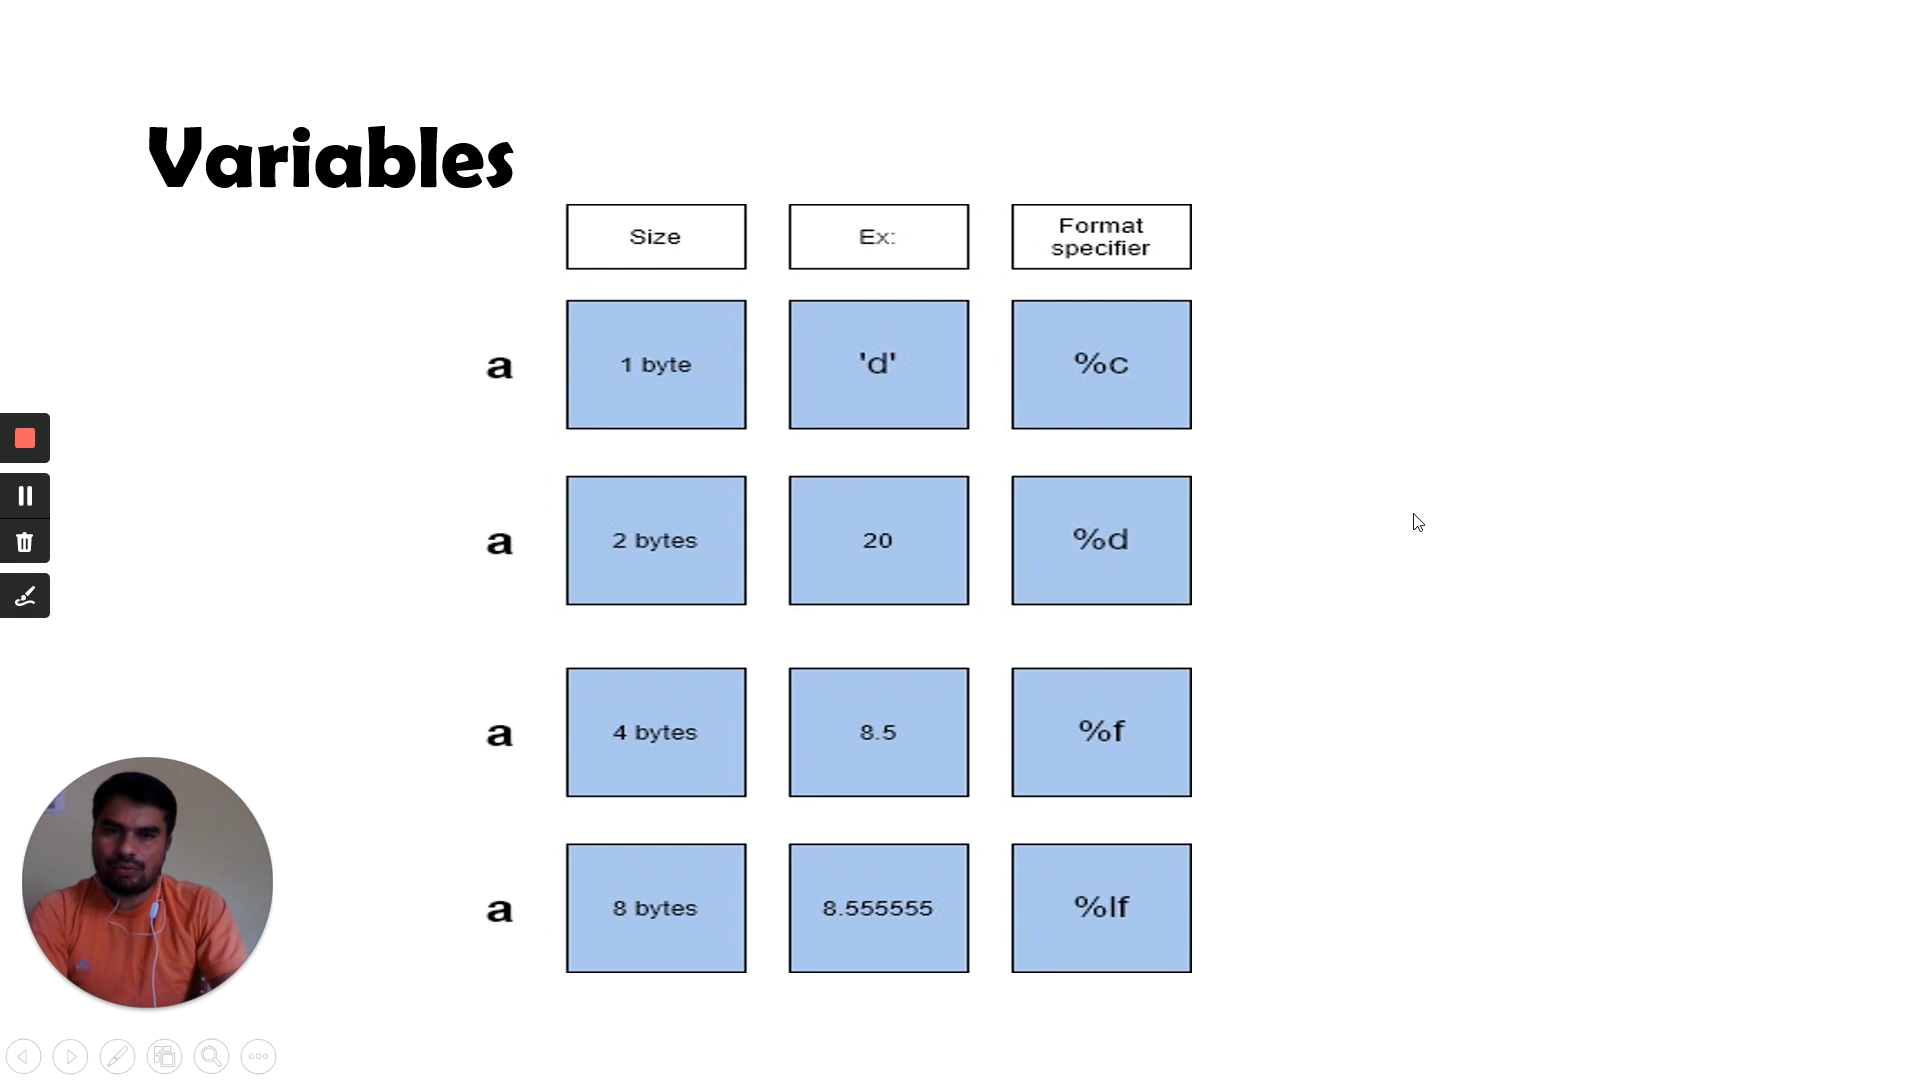 Variables
Size Ex: Format specifier
a 1 byte 'd' %c
a 2 bytes 20 %d
a 4 bytes 8.5 %f
a 8 bytes 8.555555 %lf